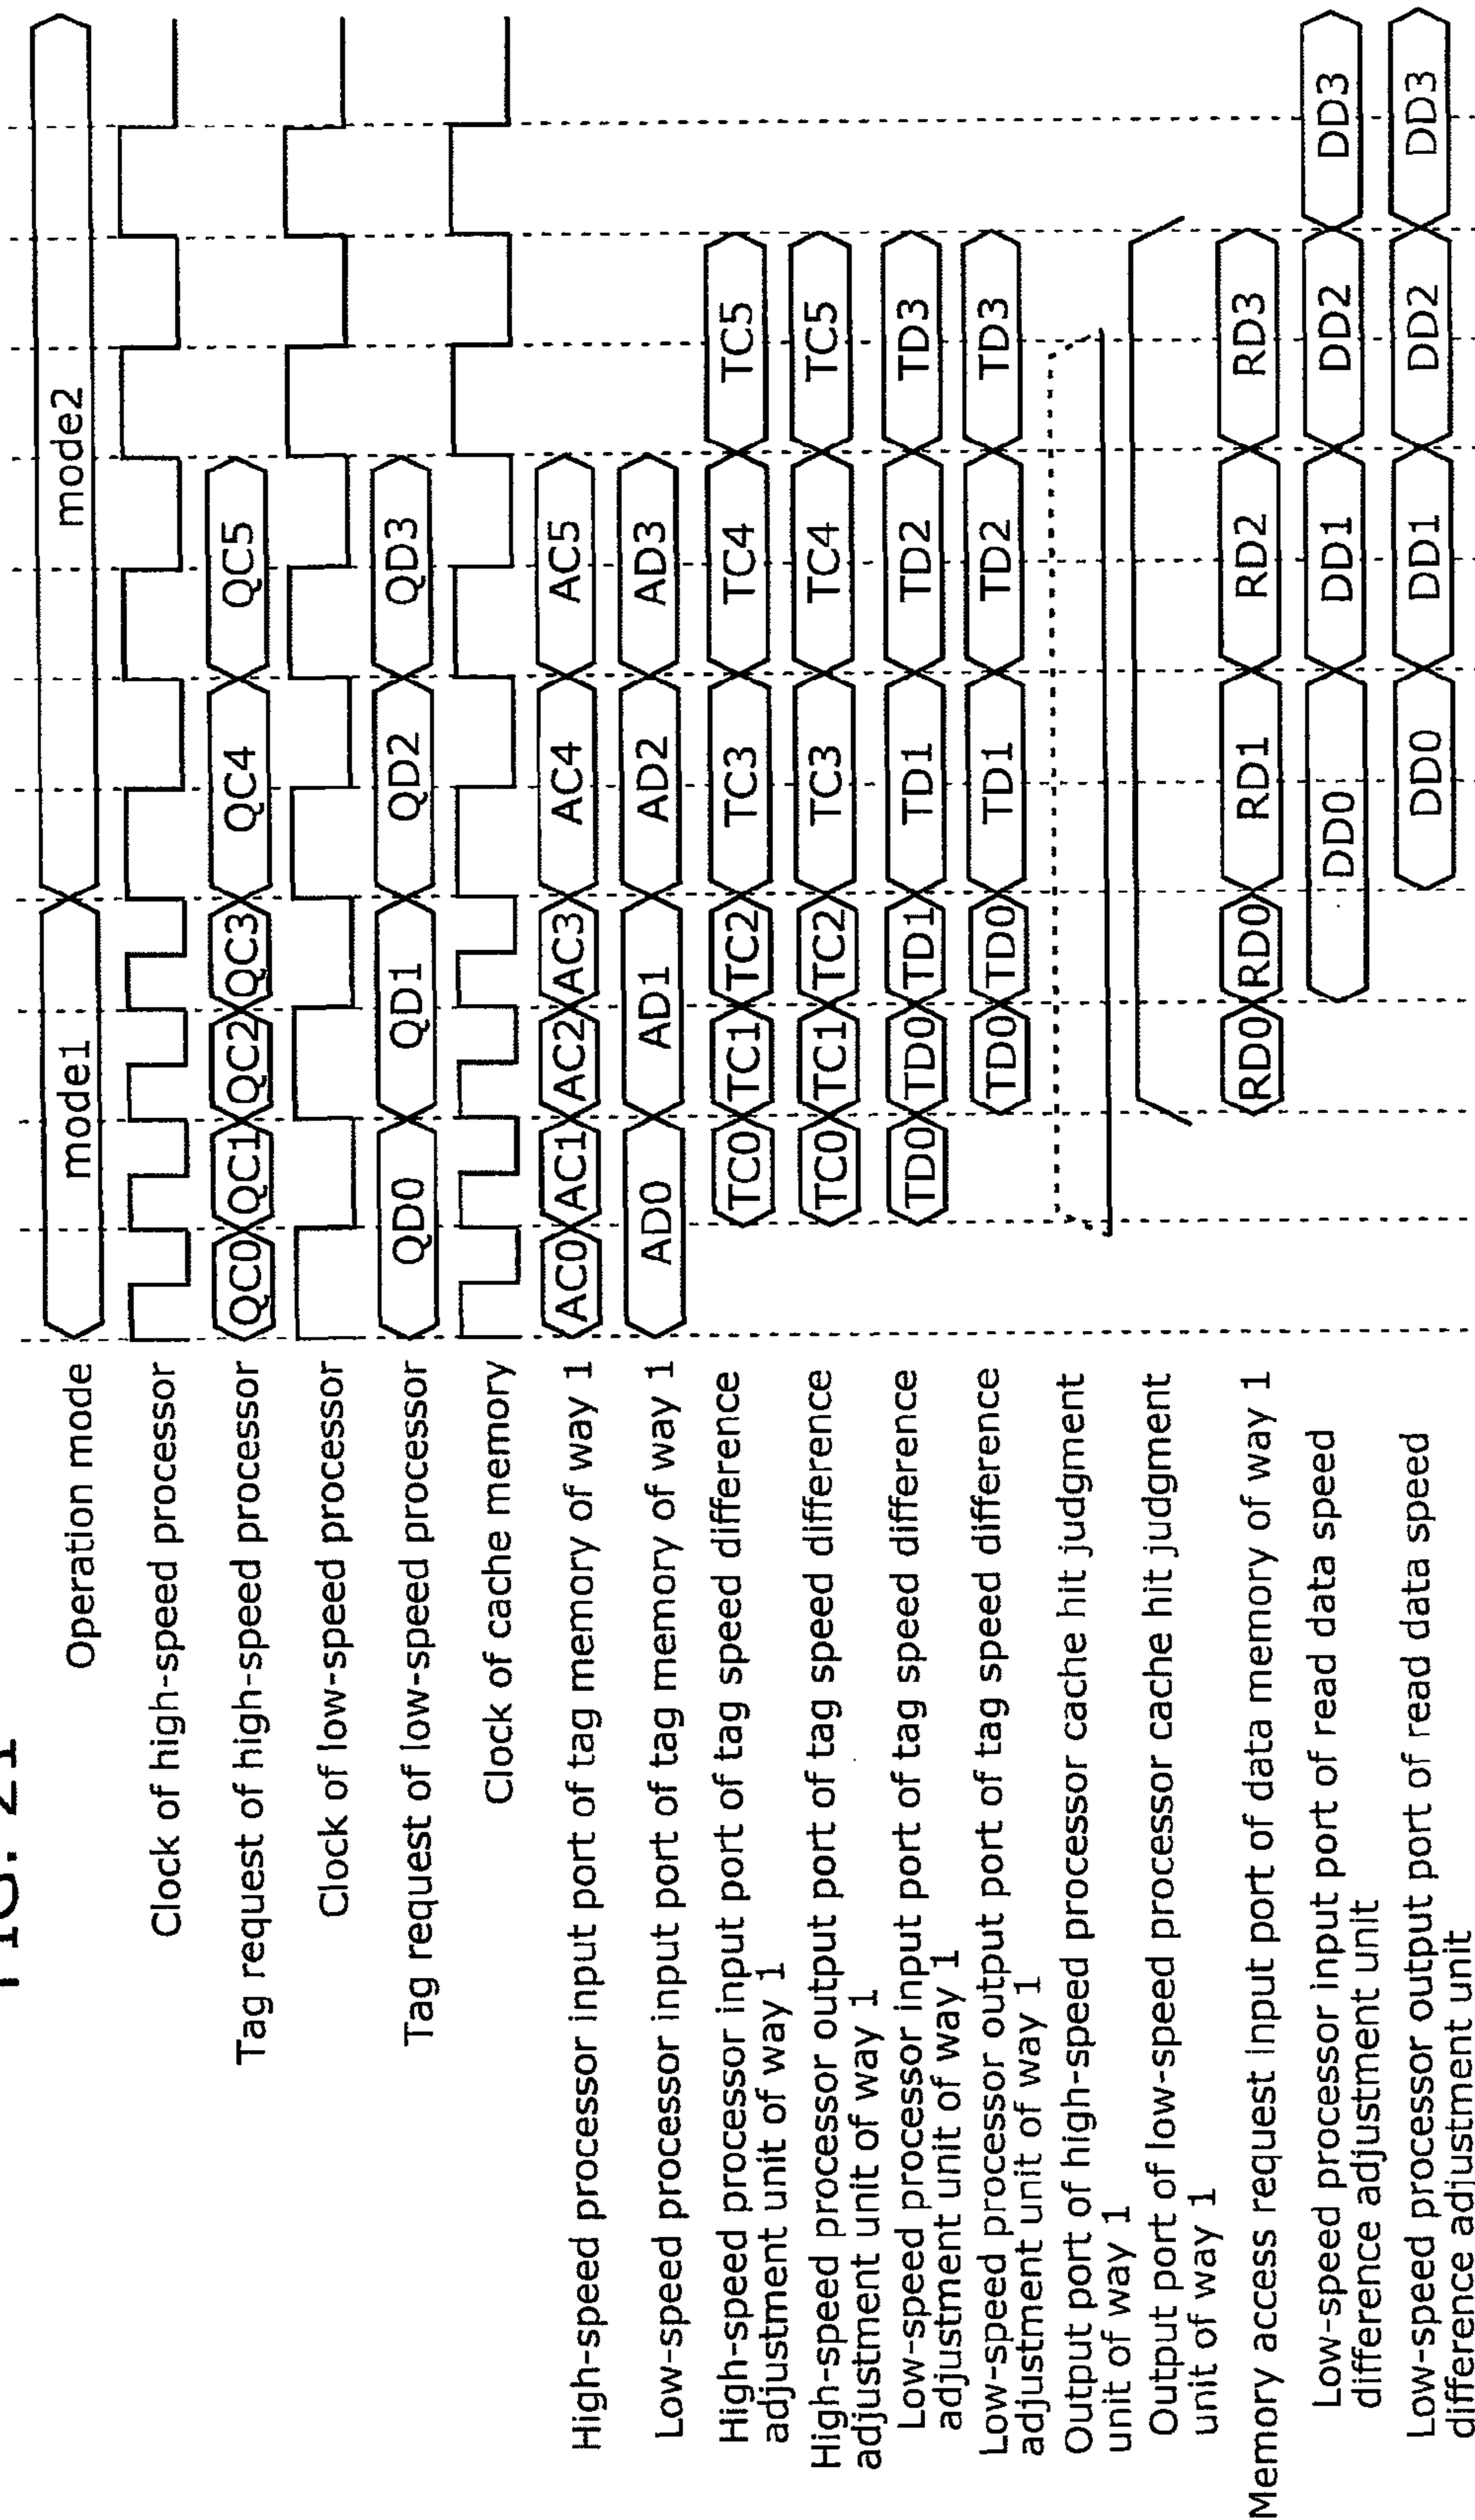 FIG. 21
Operation mode
mode1 mode2
Clock of high-speed processor
Tag request of high-speed processor
QC0 QC1 QC2 QC3 QC4 QC5
Clock of low-speed processor
Tag request of low-speed processor
QD0 QD1 QD2 QD3
Clock of cache memory
High-speed processor input port of tag memory of way 1
AC0 AC1 AC2 AC3 AC4 AC5
Low-speed processor input port of tag memory of way 1
AD0 AD1 AD2 AD3
High-speed processor input port of tag speed difference
adjustment unit of way 1
TC0 TC1 TC2 TC3 TC4 TC5
High-speed processor output port of tag speed difference
adjustment unit of way 1
TC0 TC1 TC2 TC3 TC4 TC5
Low-speed processor input port of tag speed difference
adjustment unit of way 1
TD0 TD0 TD1 TD1 TD2 TD3
Low-speed processor output port of tag speed difference
adjustment unit of way 1
TD0 TD0 TD1 TD2 TD3
Output port of high-speed processor cache hit judgment
unit of way 1
Output port of low-speed processor cache hit judgment
unit of way 1
Memory access request input port of data memory of way 1
RD0 RD0 RD1 RD2 RD3
Low-speed processor input port of read data speed
difference adjustment unit
DD0 DD1 DD2 DD3
Low-speed processor output port of read data speed
difference adjustment unit
DD0 DD1 DD2 DD3